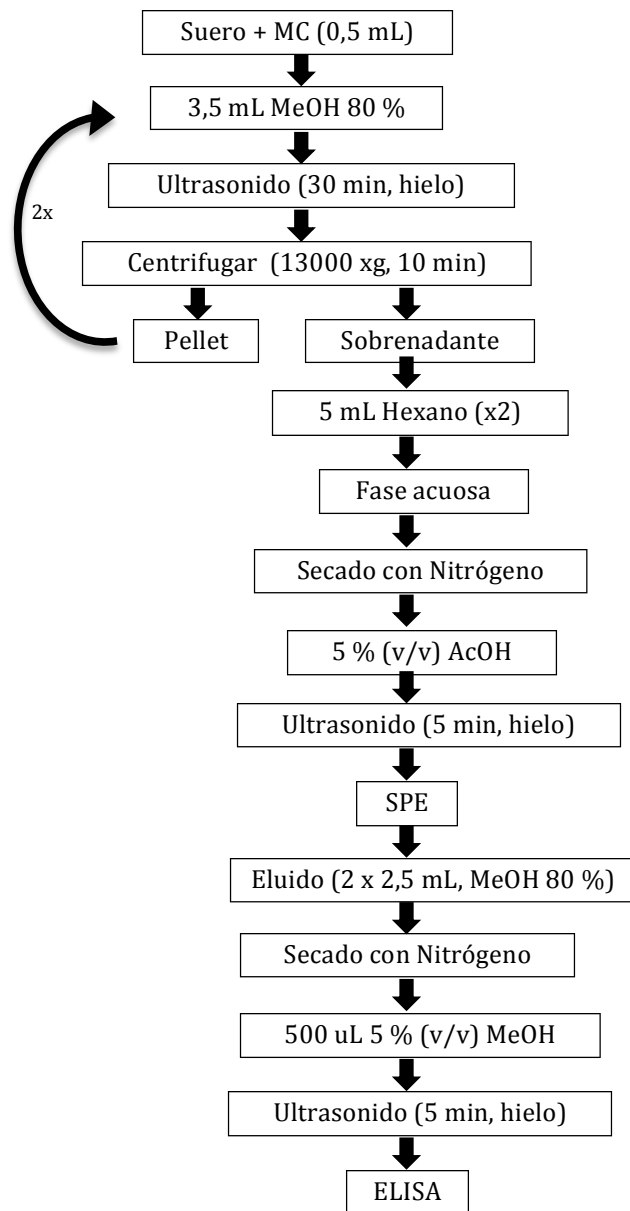 Suero + MC (0,5 mL)
3,5 mL MeOH 80 %
Ultrasonido (30 min, hielo)
2x
Centrifugar (13000 xg, 10 min)
Pellet
Sobrenadante
5 mL Hexano (x2)
Fase acuosa
Secado con Nitrógeno
5 % (v/v) AcOH
Ultrasonido (5 min, hielo)
SPE
Eluido (2 x 2,5 mL, MeOH 80 %)
Secado con Nitrógeno
500 uL 5 % (v/v) MeOH
Ultrasonido (5 min, hielo)
ELISA